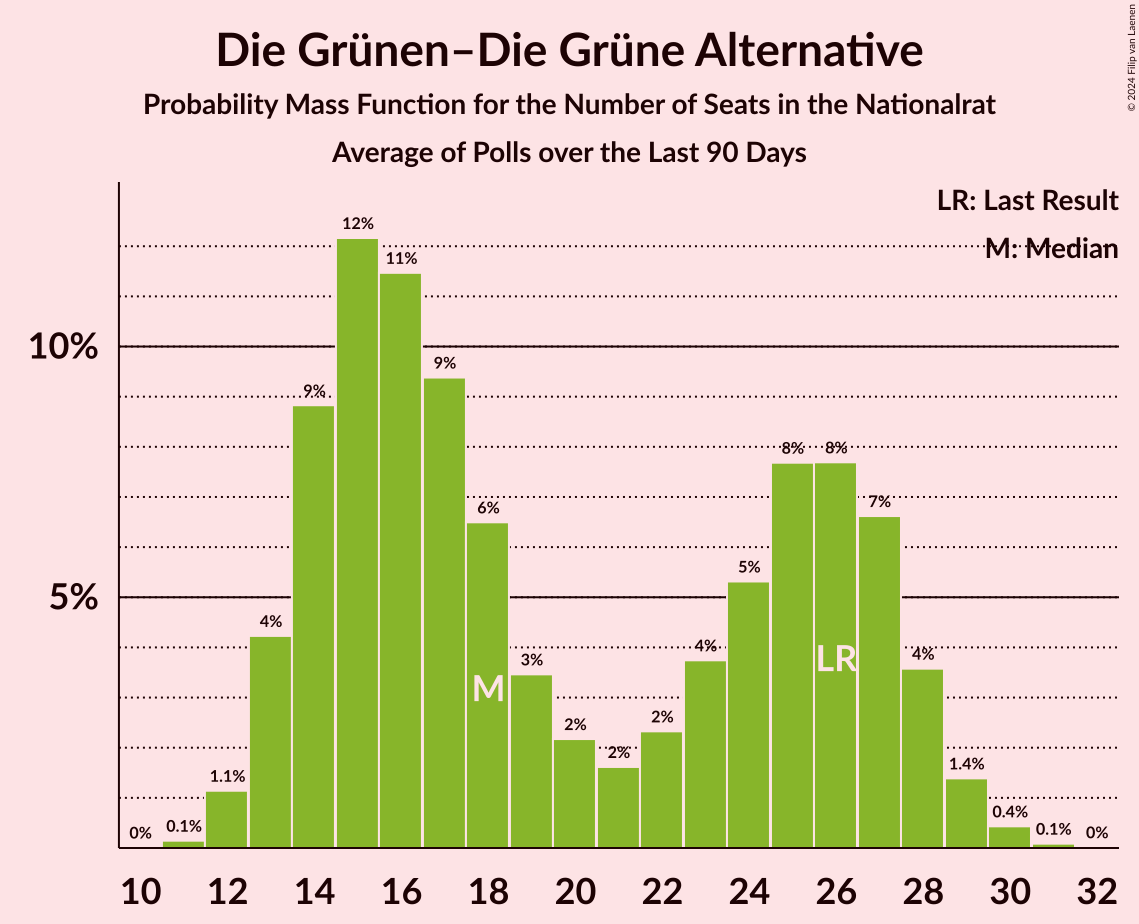 Die Grünen–Die Grüne Alternative
Probability Mass Function for the Number of Seats in the Nationalrat
Average of Polls over the Last 90 Days
© 2024 Filip van Laenen
LR: Last Result
M: Median
10%
5%
0%
0.1%
1.1%
4%
9%
12%
11%
9%
6%
3%
2%
2%
2%
4%
5%
8%
8%
7%
4%
1.4%
0.4%
0.1%
0%
M
LR
10 12 14 16 18 20 22 24 26 28 30 32